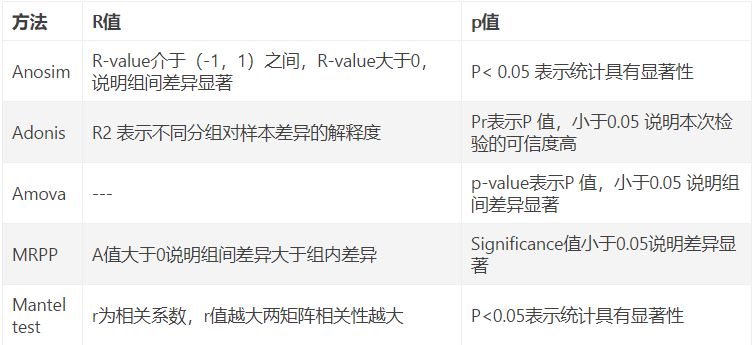 方法 R值 p值
Anosim R-value介于（-1，1）之间，R-value大于0，
说明组间差异显著 P< 0.05 表示统计具有显著性
Adonis R2 表示不同分组对样本差异的解释度 Pr表示P 值，小于0.05 说明本次检
验的可信度高
Amova --- p-value表示P 值，小于0.05 说明组
间差异显著
MRPP A值大于0说明组间差异大于组内差异 Significance值小于0.05说明差异显
著
Mantel
test r为相关系数，r值越大两矩阵相关性越大 P<0.05表示统计具有显著性